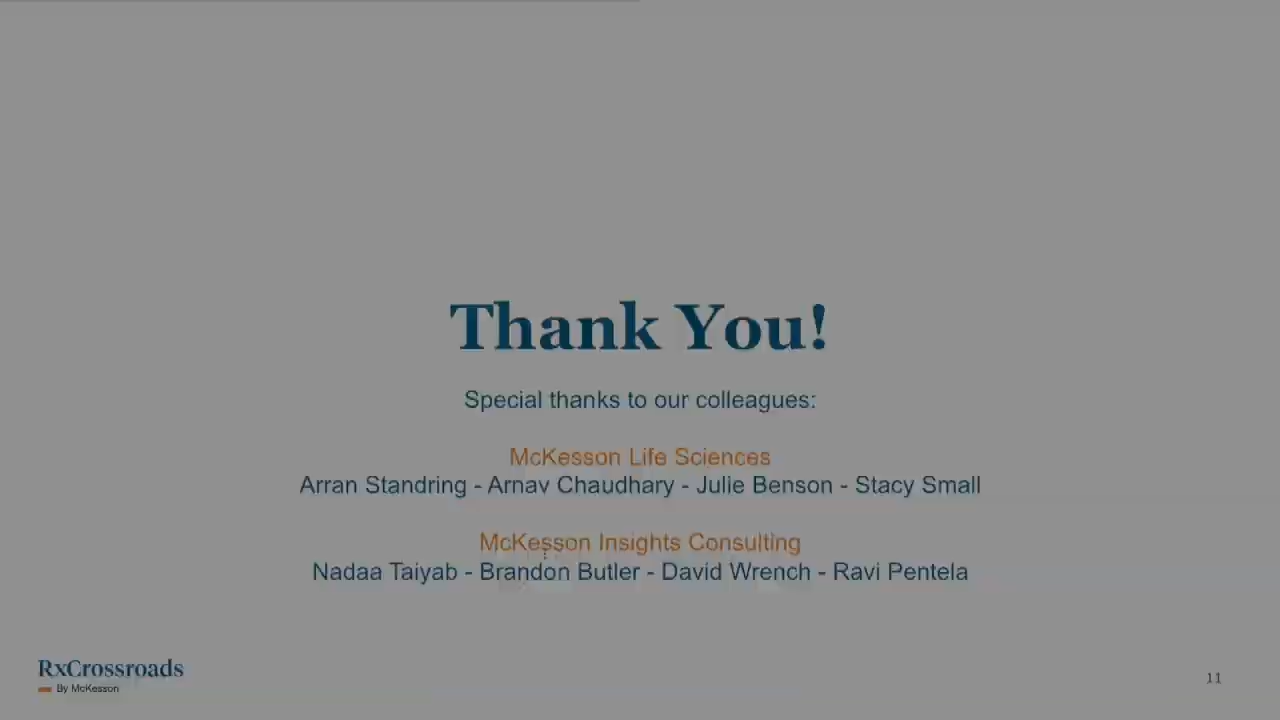 Thank You!
Special thanks to our colleagues:
McKesson Life Sciences
Arran Standring - Arnav Chaudhary - Julie Benson - Stacy Small
McKesson Insights Consulting
Nadaa Taiyab - Brandon Butler - David Wrench - Ravi Pentela
RxCrossroads
By McKesson
11